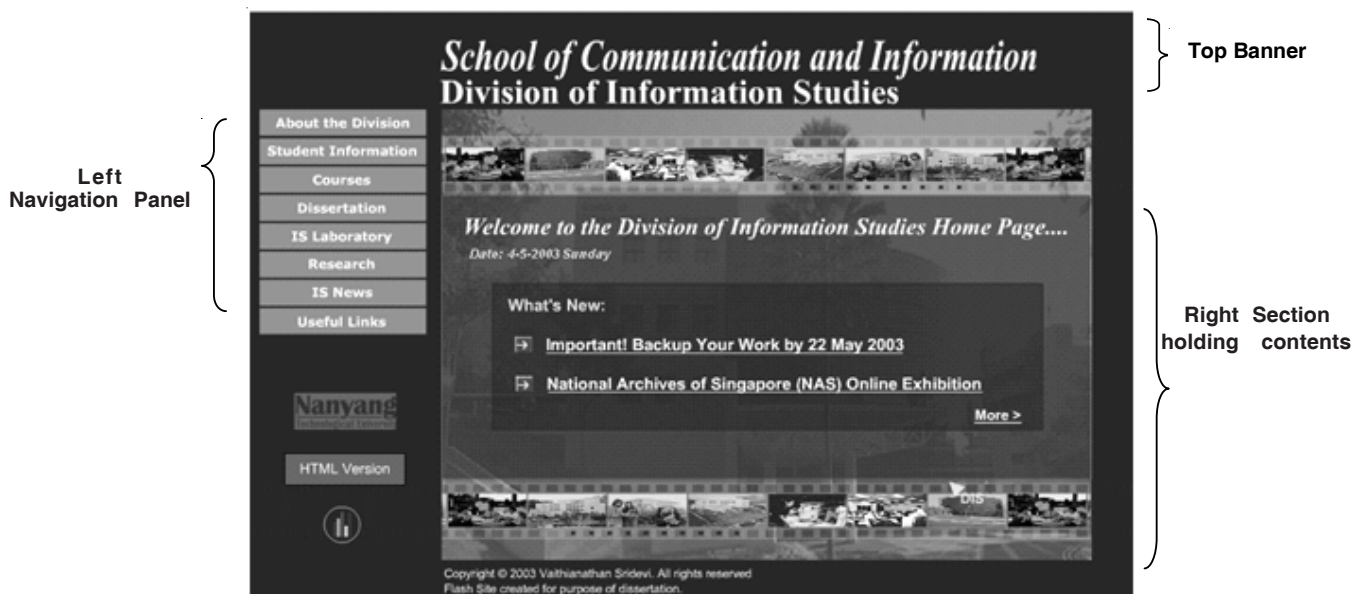 Top Banner
School of Communication and Information
Division of Information Studies
Left
Navigation Panel
About the Division
Student Information
Courses
Dissertation
IS Laboratory
Research
IS News
Useful Links
Nanyang
Technological University
HTML Version
Welcome to the Division of Information Studies Home Page....
Date: 4-5-2003 Sunday
What's New:
Important! Backup Your Work by 22 May 2003
National Archives of Singapore (NAS) Online Exhibition
More >
DIS
Copyright © 2003 Vaithianathan Sridevi. All rights reserved
Flash Site created for purpose of dissertation.
Right Section
holding contents